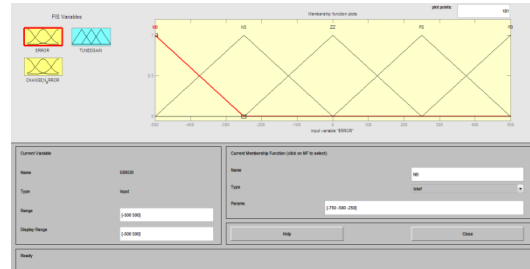 FIS Variables
Membership function plots
plot points:
181
ERROR
TUNEDGAIN
CHANGEN_RROR
NB
NS
ZZ
PS
PB
1
0.5
0
-500
-400
-300
-200
-100
0
100
200
300
400
500
input variable "ERROR"
Current Variable
Name
ERROR
Type
input
Range
[-500 500]
Display Range
[-500 500]
Current Membership Function (click on MF to select)
Name
NB
Type
trimf
Params
[-750 -500 -250]
Help
Close
Ready